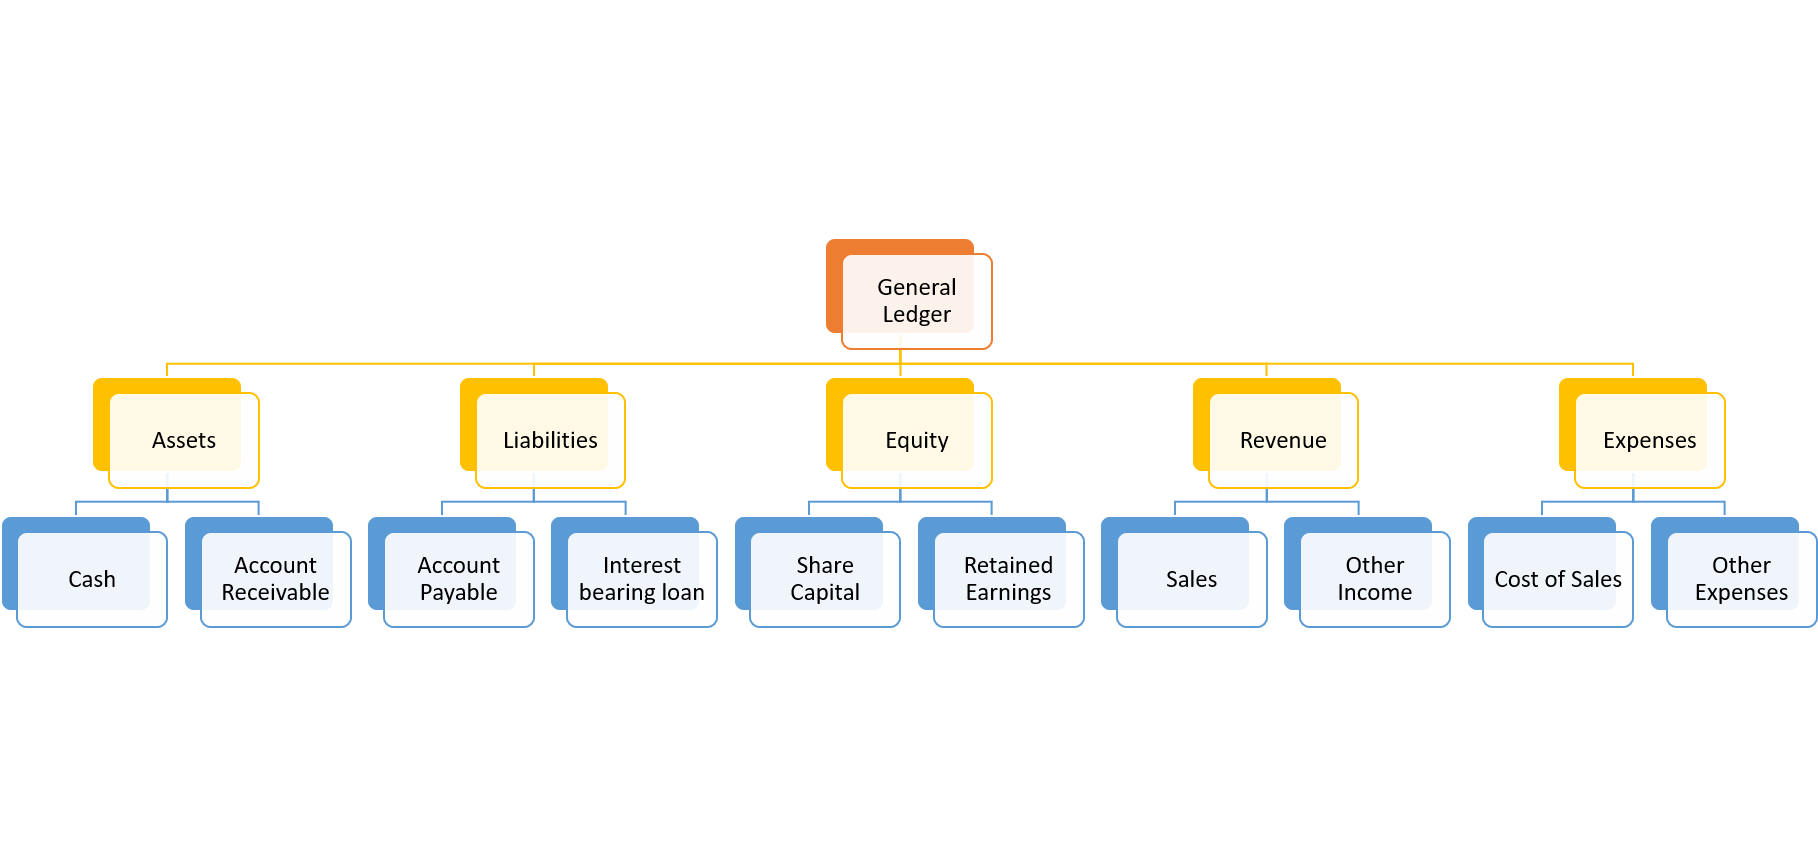 General
Ledger
Assets
Liabilities
Equity
Revenue
Expenses
Cash
Account
Receivable
Account
Payable
Interest
bearing loan
Share
Capital
Retained
Earnings
Sales
Other
Income
Cost of Sales
Other
Expenses